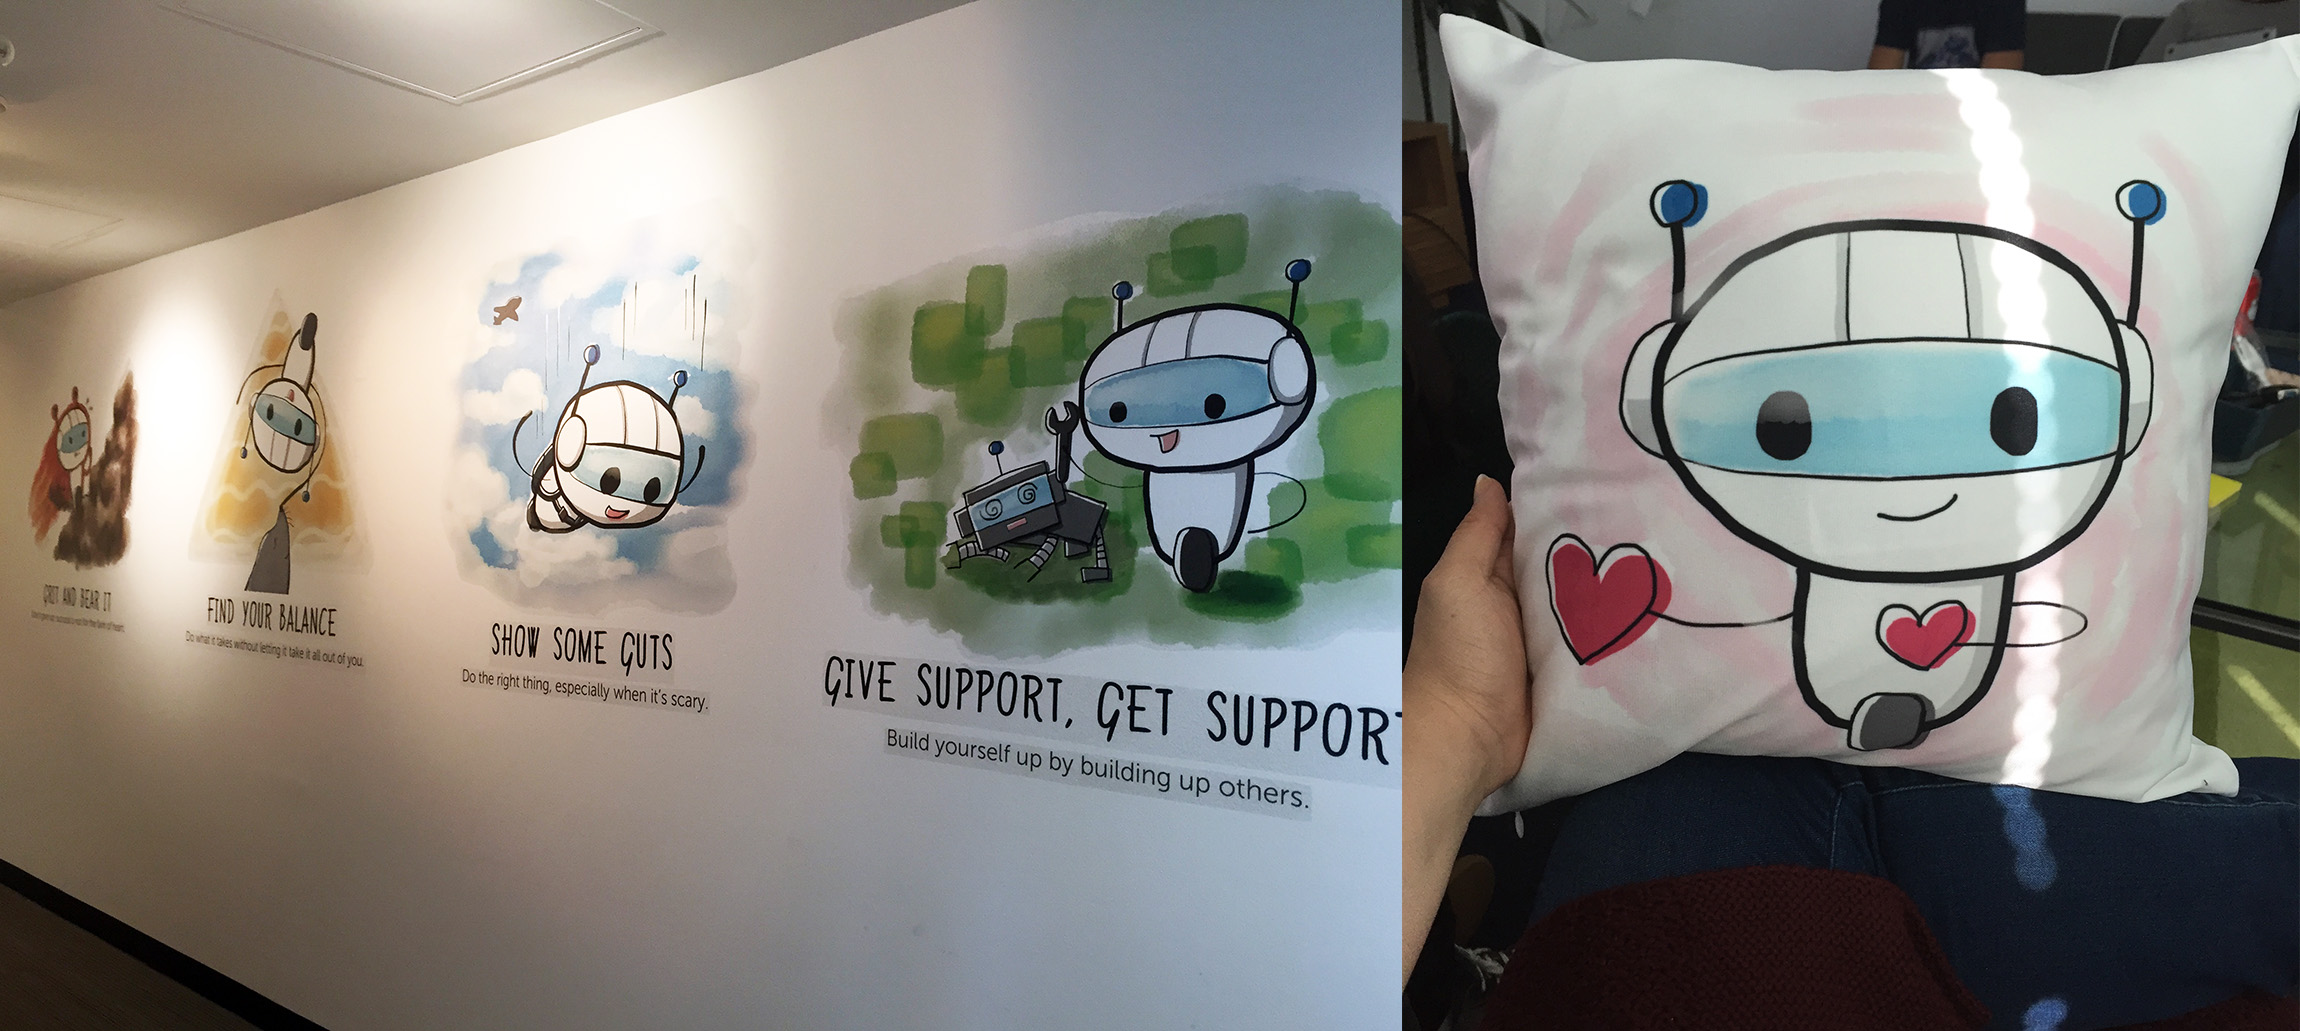 GRIT AND BEAR IT
FIND YOUR BALANCE
Do what it takes without letting it take it all out of you.
SHOW SOME GUTS
Do the right thing, especially when it's scary.
GIVE SUPPORT, GET SUPPORT
Build yourself up by building up others.